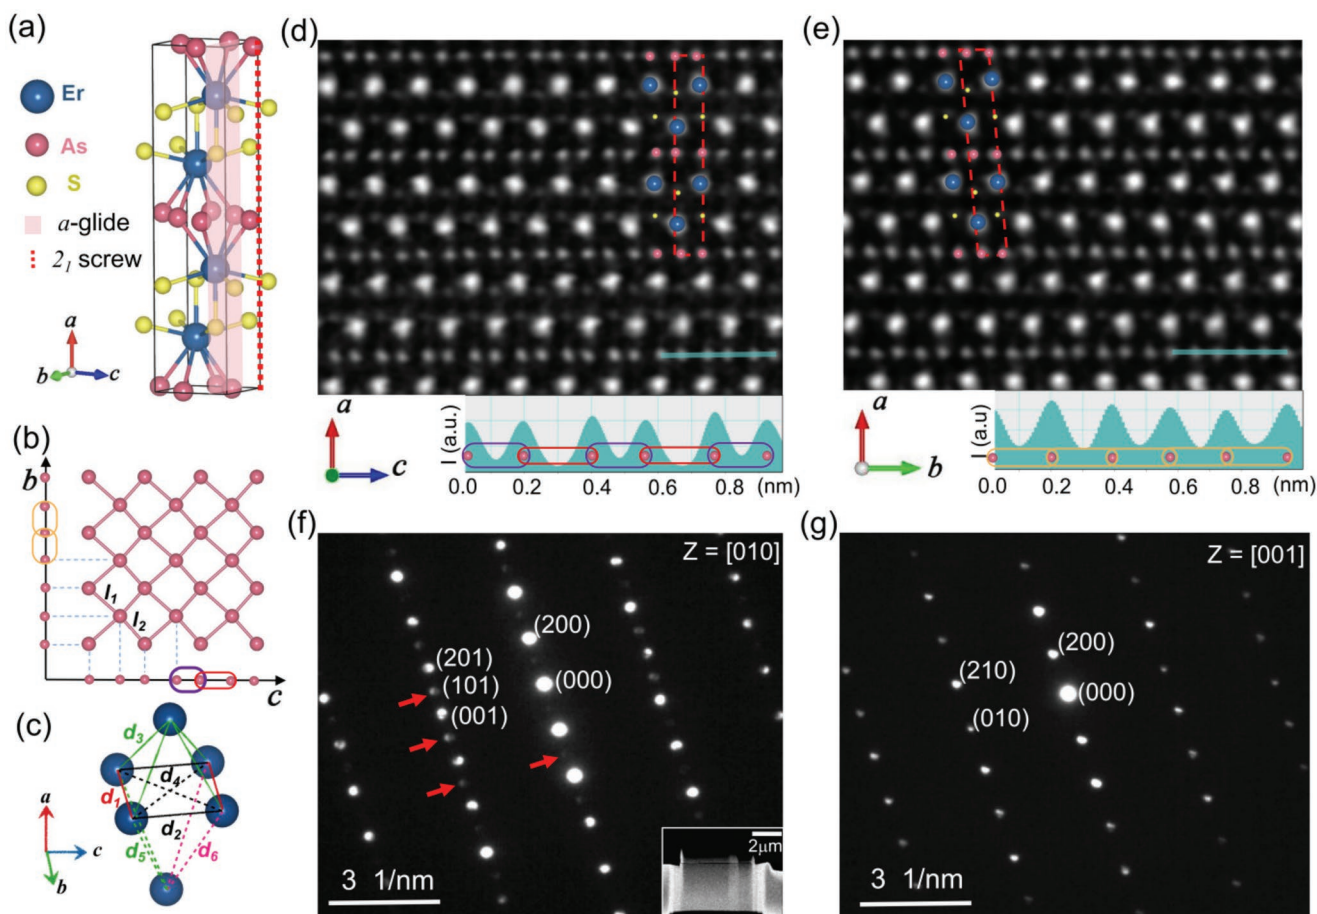 (a)
Er
As
S
a-glide
2₁ screw
a
b
c
(b)
b
l₁
l₂
c
(c)
d₃
d₄
d₁
d₂
d₅
d₆
a
c
b
(d)
a
c
I (a.u.)
0.0 0.2 0.4 0.6 0.8 (nm)
(e)
a
b
I (a.u)
0.0 0.2 0.4 0.6 0.8 (nm)
(f)
Z = [010]
(200)
(201)
(101)
(000)
(001)
2μm
3 1/nm
(g)
Z = [001]
(200)
(210)
(000)
(010)
3 1/nm